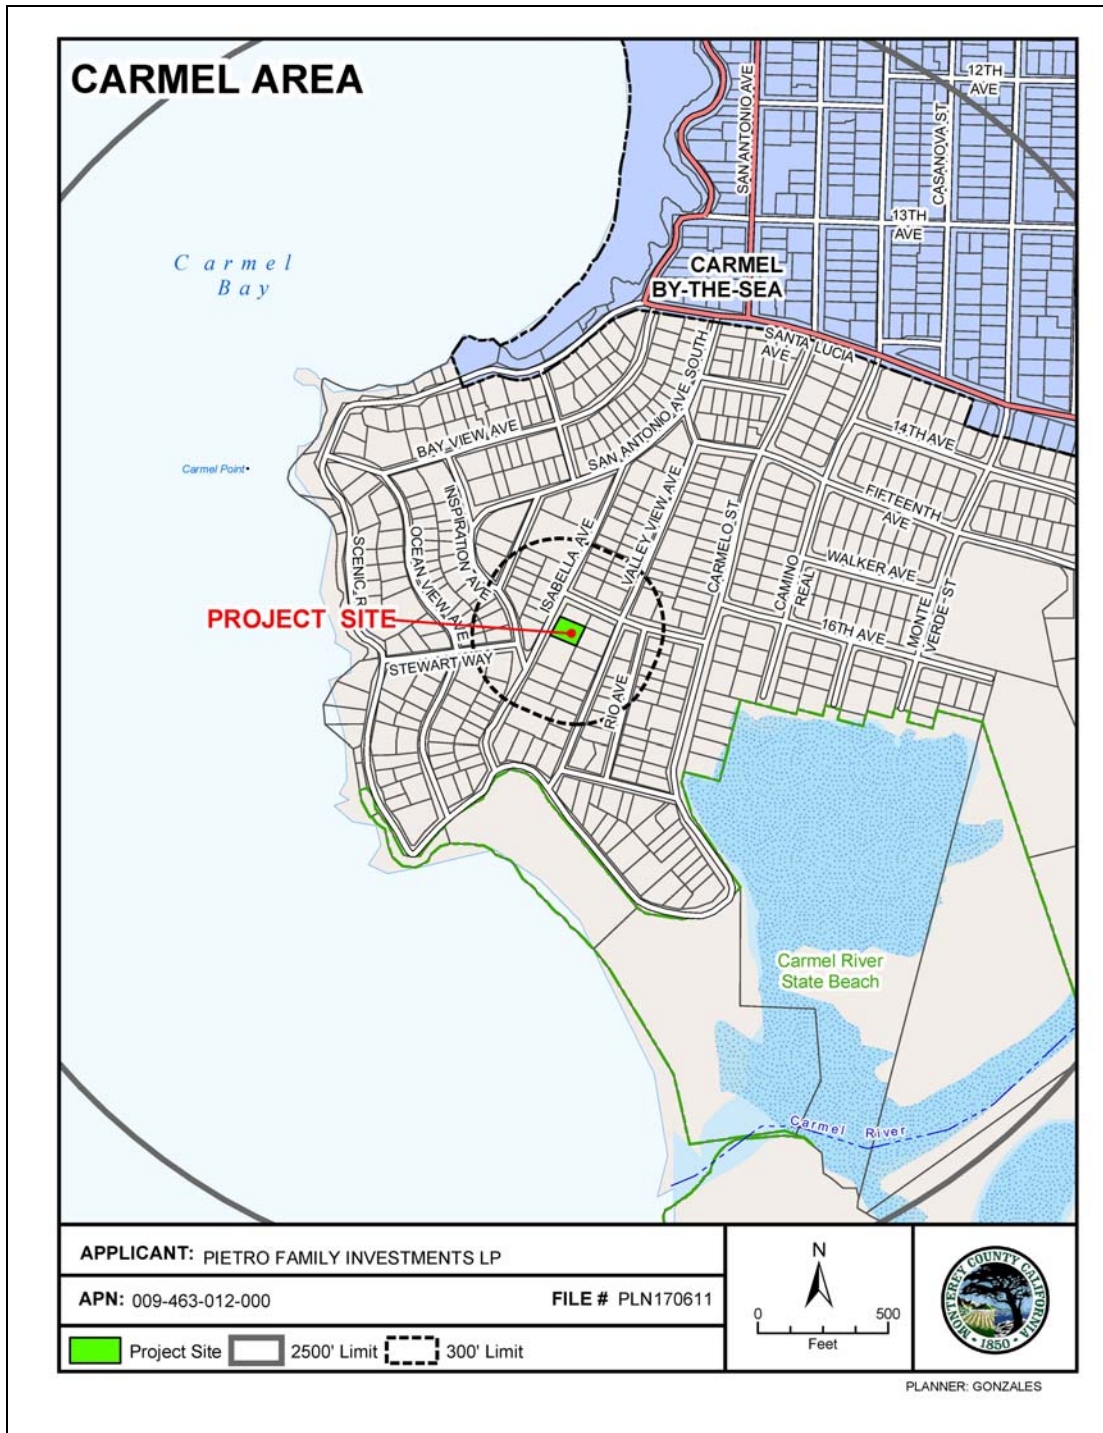 CARMEL AREA
12TH
AVE
SAN ANTONIO AVE
CASANOVA ST
13TH
AVE
Carmel
Bay
CARMEL
BY-THE-SEA
SANTA LUCIA
AVE
SAN ANTONIO AVE SOUTH
BAY VIEW AVE
14TH AVE
Carmel Point
INSPIRATION AVE
VALLEY VIEW AVE
FIFTEENTH
AVE
SCENIC R
OCEAN VIEW AVE
ISABELLA AVE
CARMELO ST
CAMINO
REAL
WALKER AVE
MONTE
VERDE ST
PROJECT SITE
16TH AVE
STEWART WAY
RIO AVE
Carmel River
State Beach
Carmel River
APPLICANT: PIETRO FAMILY INVESTMENTS LP
APN: 009-463-012-000
FILE # PLN170611
Project Site
2500' Limit
300' Limit
N
0
500
Feet
MONTEREY COUNTY CALIFORNIA
1850
PLANNER: GONZALES